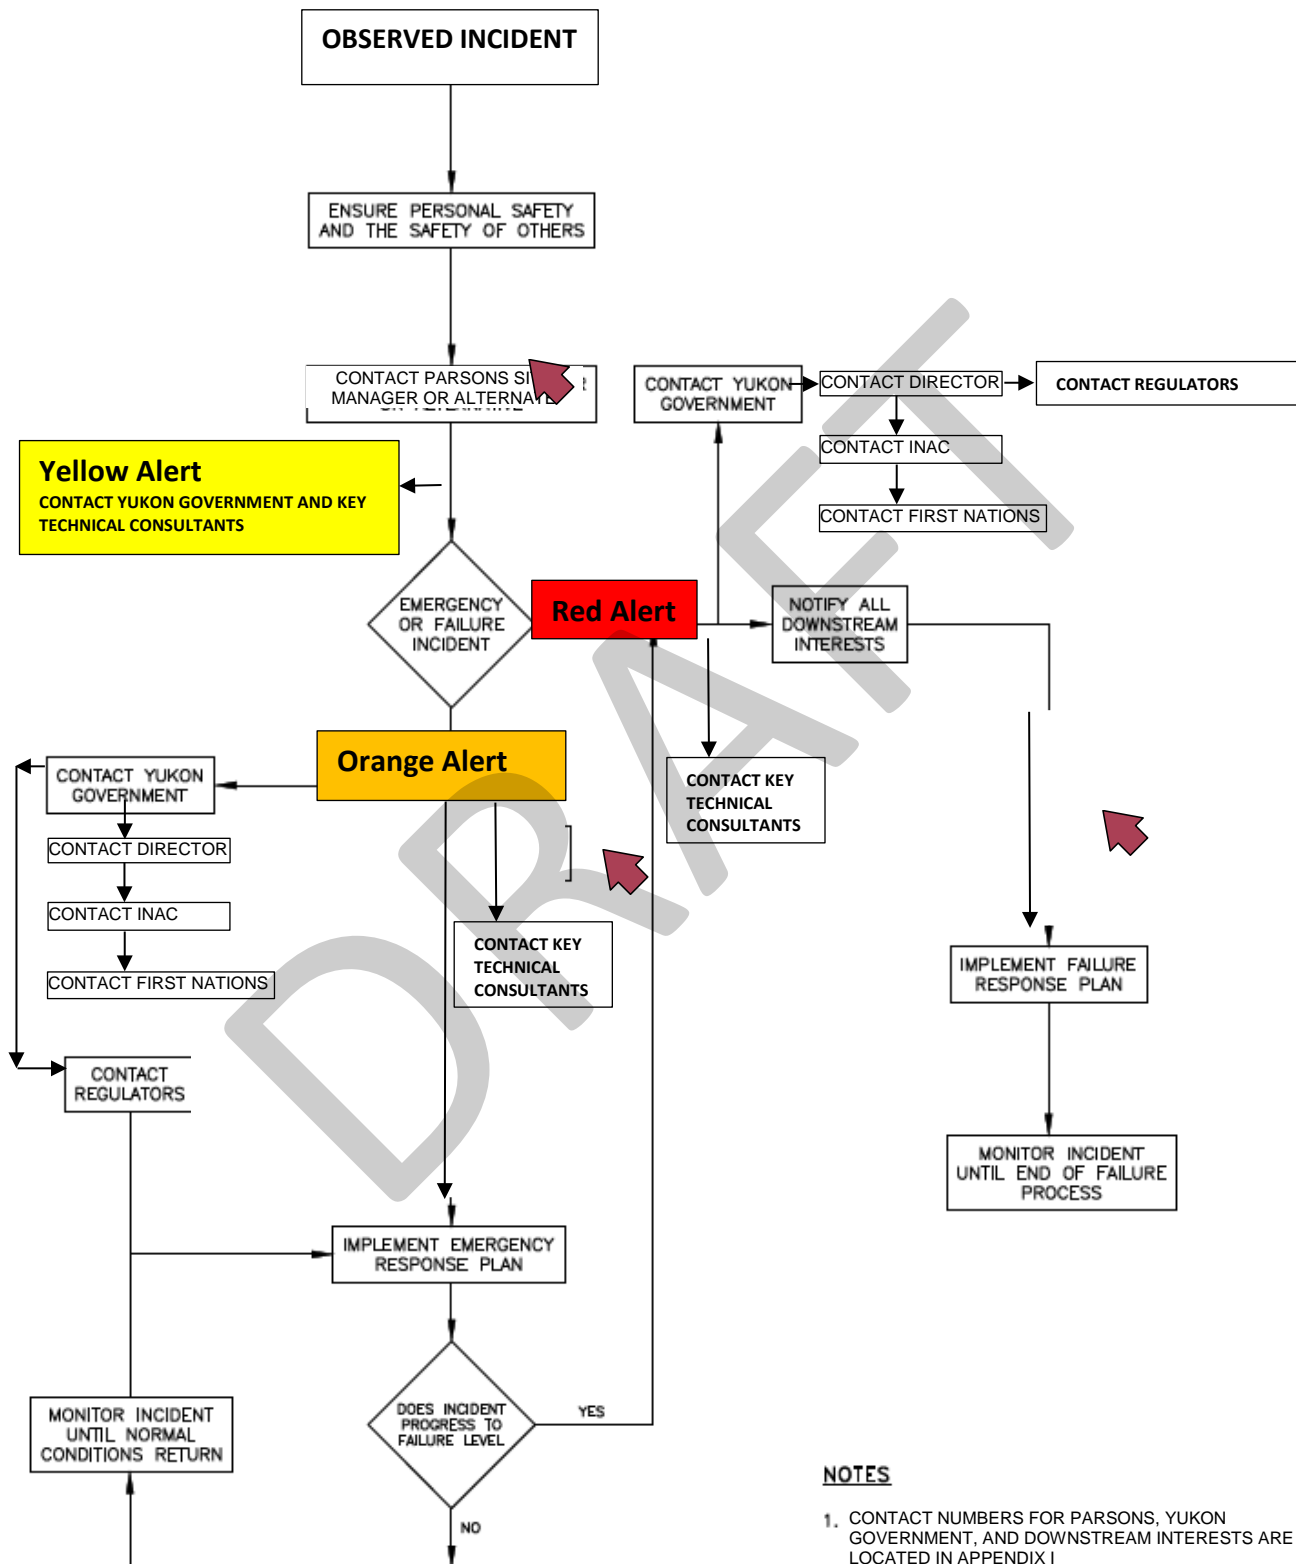 OBSERVED INCIDENT
ENSURE PERSONAL SAFETY
AND THE SAFETY OF OTHERS
CONTACT PARSONS
MANAGER OR ALTERNATE
Yellow Alert
CONTACT YUKON GOVERNMENT AND KEY
TECHNICAL CONSULTANTS
CONTACT YUKON
GOVERNMENT
CONTACT DIRECTOR
CONTACT REGULATORS
CONTACT INAC
CONTACT FIRST NATIONS
EMERGENCY
OR FAILURE
INCIDENT
Red Alert
NOTIFY ALL
DOWNSTREAM
INTERESTS
Orange Alert
CONTACT KEY
TECHNICAL
CONSULTANTS
CONTACT YUKON
GOVERNMENT
CONTACT DIRECTOR
CONTACT INAC
CONTACT FIRST NATIONS
CONTACT KEY
TECHNICAL
CONSULTANTS
IMPLEMENT FAILURE
RESPONSE PLAN
CONTACT
REGULATORS
MONITOR INCIDENT
UNTIL END OF FAILURE
PROCESS
IMPLEMENT EMERGENCY
RESPONSE PLAN
DOES INCIDENT
PROGRESS TO
FAILURE LEVEL
YES
NO
MONITOR INCIDENT
UNTIL NORMAL
CONDITIONS RETURN
NOTES
1. CONTACT NUMBERS FOR PARSONS, YUKON
GOVERNMENT, AND DOWNSTREAM INTERESTS ARE
LOCATED IN APPENDIX I
DRAFT